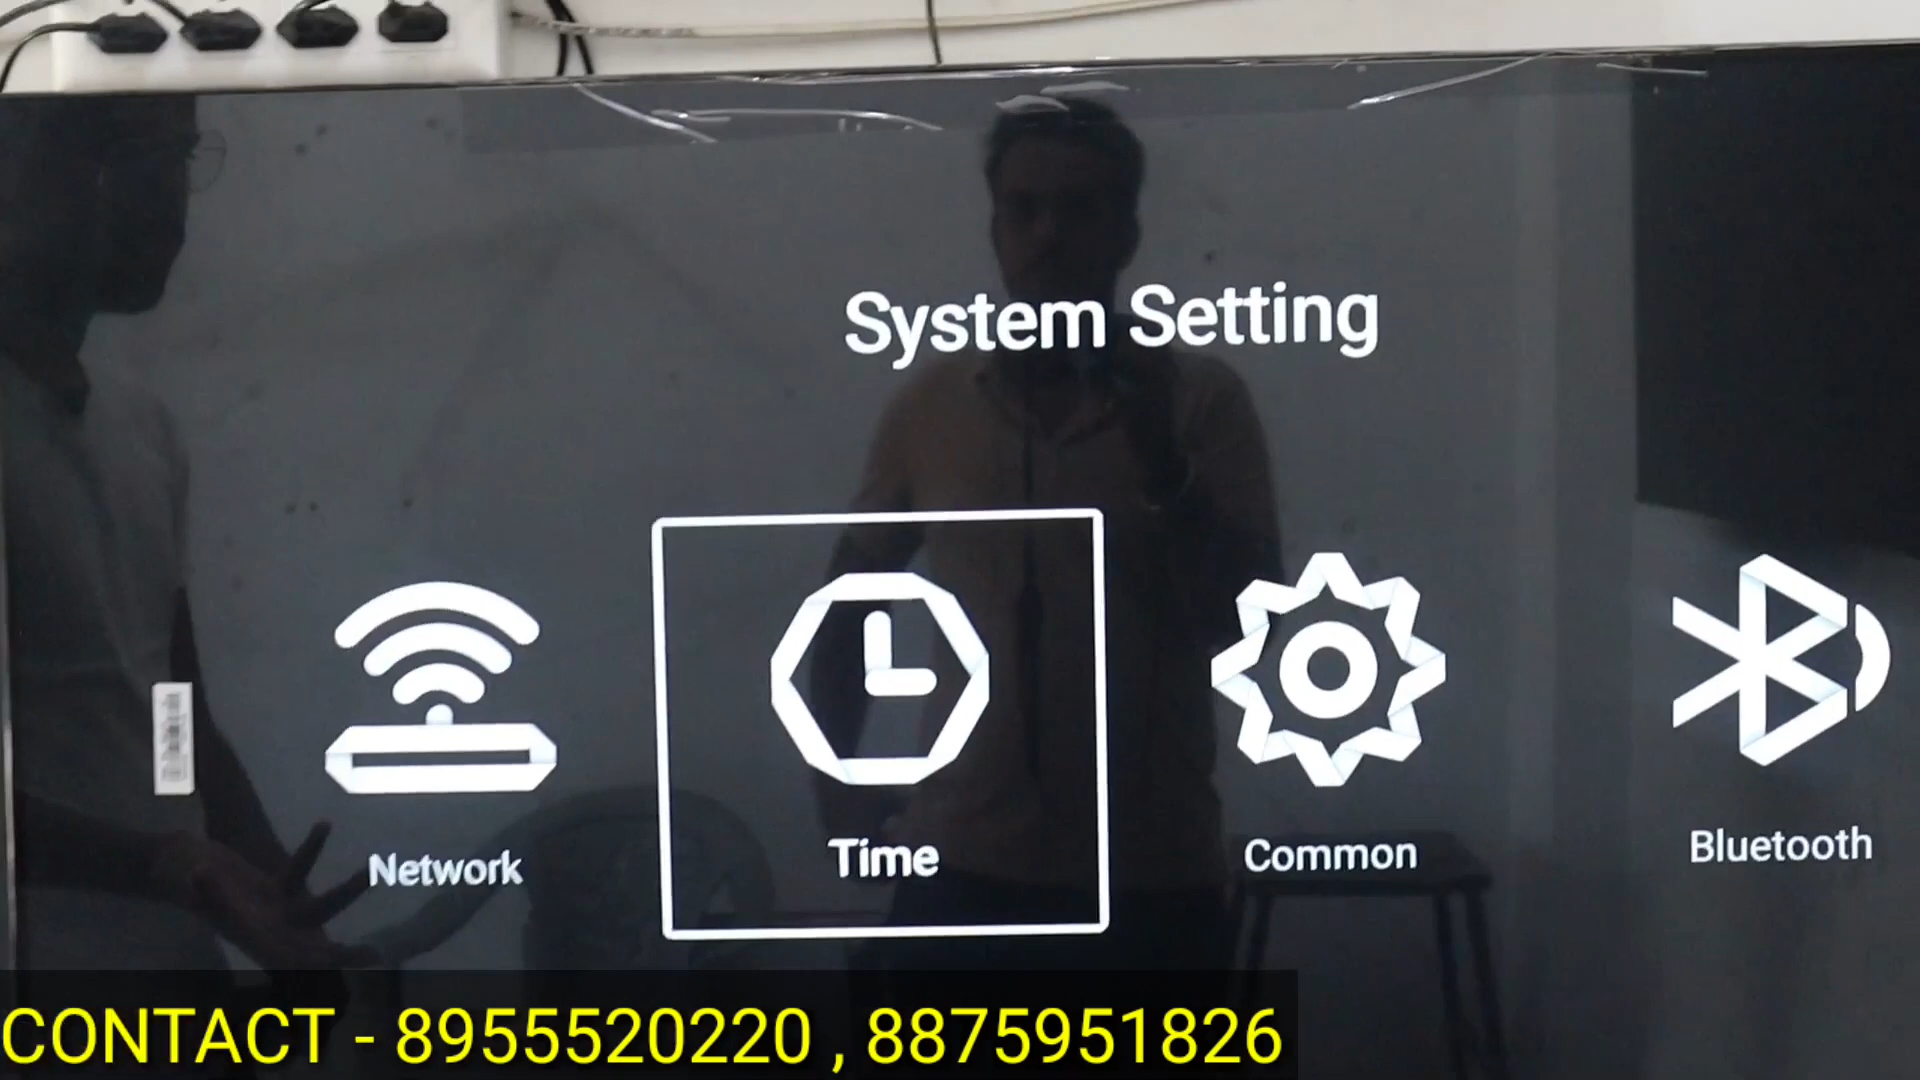 System Setting
Network
Time
Common
Bluetooth
CONTACT - 8955520220 , 8875951826